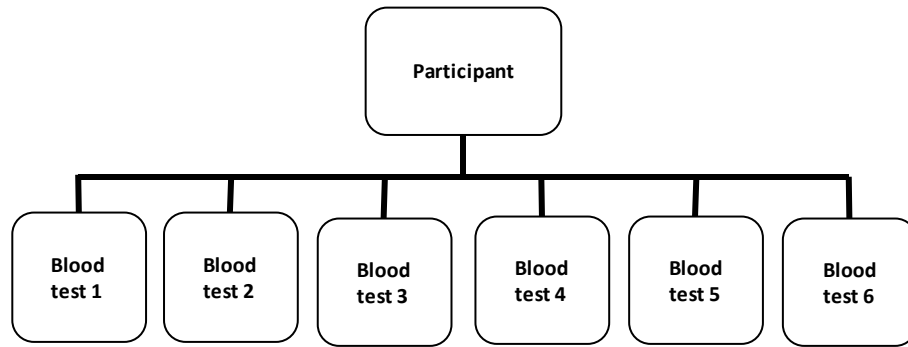 Participant
Blood
test 1
Blood
test 2
Blood
test 3
Blood
test 4
Blood
test 5
Blood
test 6